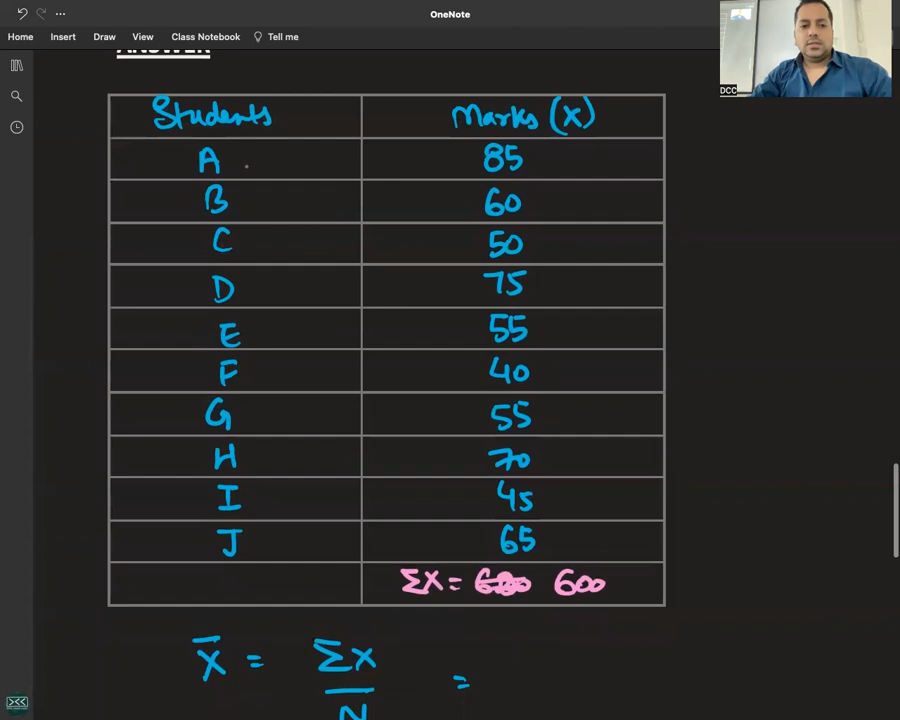 OneNote
Home Insert Draw View Class Notebook Tell me
ANSWER
DCC
Students Marks (X)
A 85
B 60
C 50
D 75
E 55
F 40
G 55
H 70
I 45
J 65
ΣX = 600
X̄ = ΣX =
N